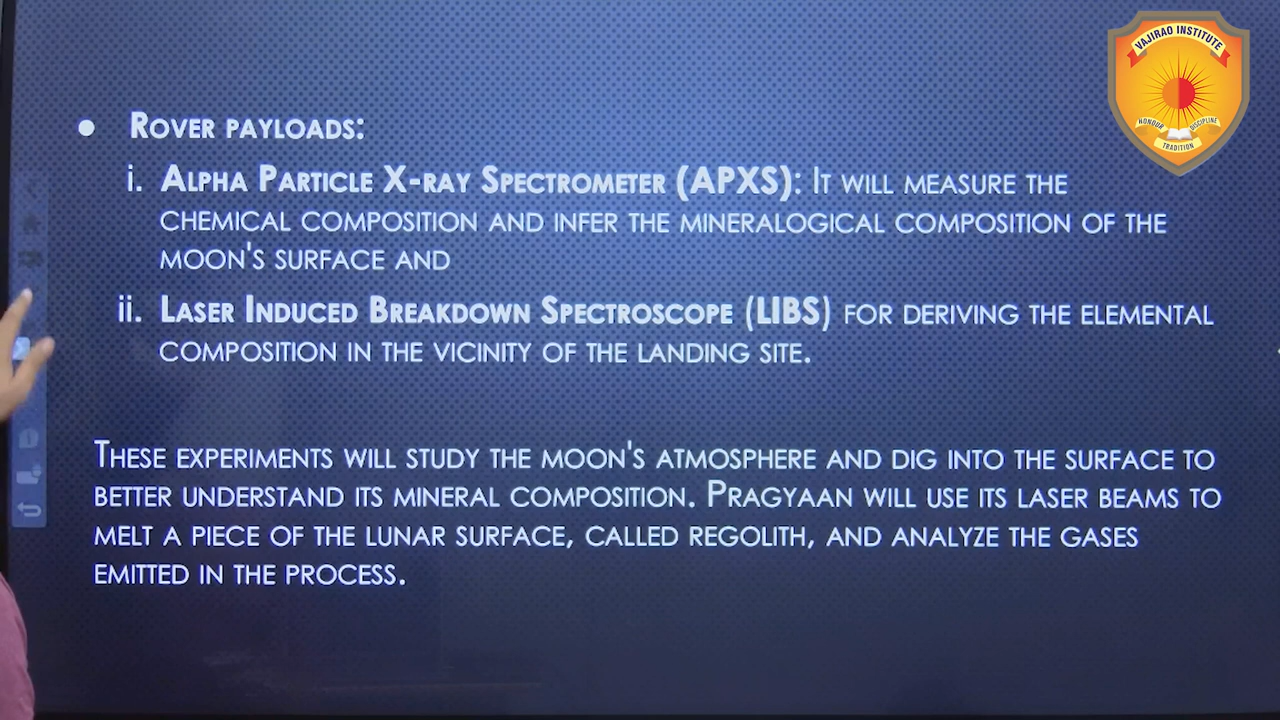 VAJIRAO INSTITUTE
HONOUR
DISCIPLINE
TRADITION
• ROVER PAYLOADS:
i. ALPHA PARTICLE X-RAY SPECTROMETER (APXS): IT WILL MEASURE THE
CHEMICAL COMPOSITION AND INFER THE MINERALOGICAL COMPOSITION OF THE
MOON'S SURFACE AND
ii. LASER INDUCED BREAKDOWN SPECTROSCOPE (LIBS) FOR DERIVING THE ELEMENTAL
COMPOSITION IN THE VICINITY OF THE LANDING SITE.
THESE EXPERIMENTS WILL STUDY THE MOON'S ATMOSPHERE AND DIG INTO THE SURFACE TO
BETTER UNDERSTAND ITS MINERAL COMPOSITION. PRAGYAAN WILL USE ITS LASER BEAMS TO
MELT A PIECE OF THE LUNAR SURFACE, CALLED REGOLITH, AND ANALYZE THE GASES
EMITTED IN THE PROCESS.